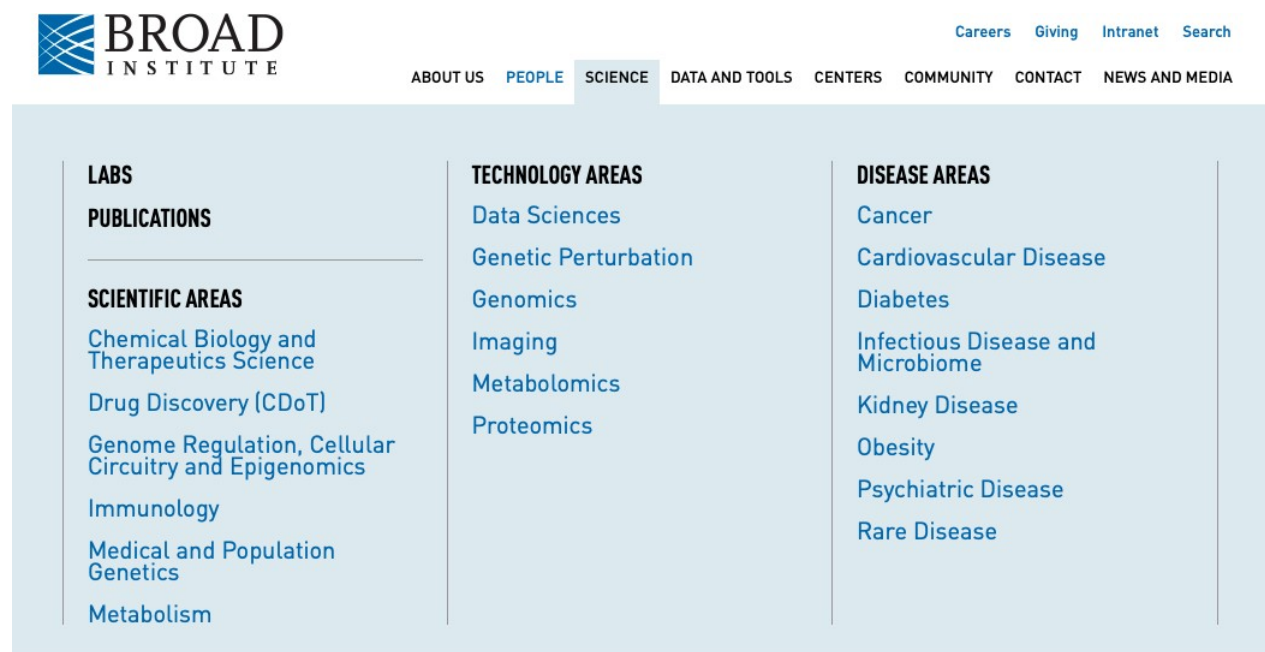 BROAD
INSTITUTE
Careers Giving Intranet Search
ABOUT US PEOPLE SCIENCE DATA AND TOOLS CENTERS COMMUNITY CONTACT NEWS AND MEDIA
LABS
PUBLICATIONS
SCIENTIFIC AREAS
Chemical Biology and
Therapeutics Science
Drug Discovery (CDoT)
Genome Regulation, Cellular
Circuitry and Epigenomics
Immunology
Medical and Population
Genetics
Metabolism
TECHNOLOGY AREAS
Data Sciences
Genetic Perturbation
Genomics
Imaging
Metabolomics
Proteomics
DISEASE AREAS
Cancer
Cardiovascular Disease
Diabetes
Infectious Disease and
Microbiome
Kidney Disease
Obesity
Psychiatric Disease
Rare Disease